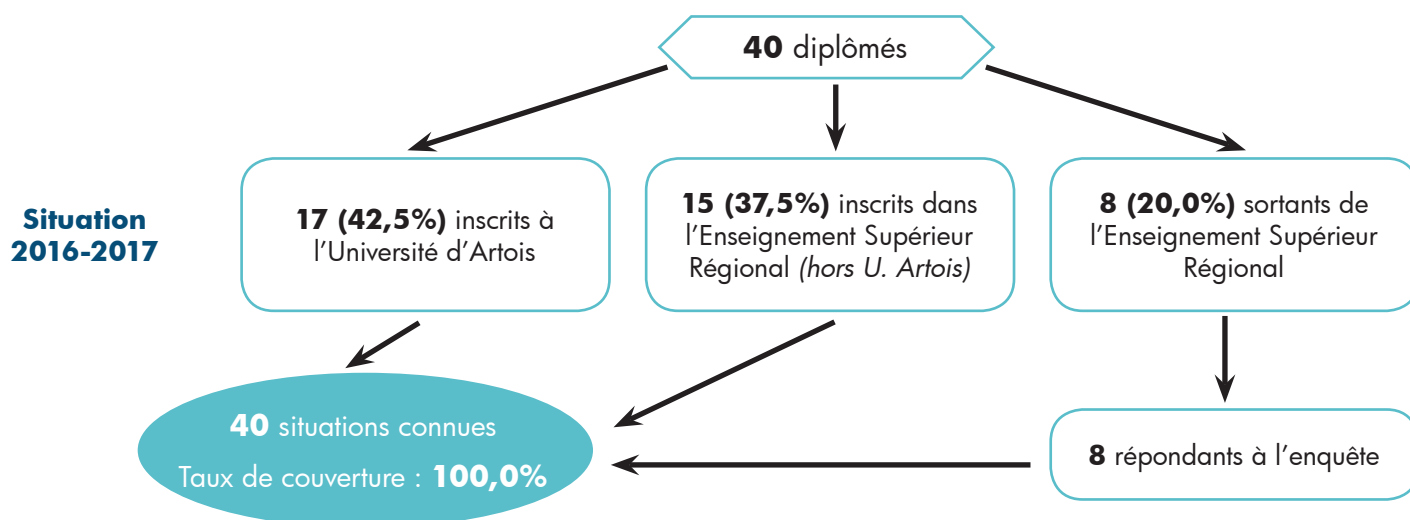 40 diplômés
Situation
2016-2017
17 (42,5%) inscrits à
l'Université d'Artois
15 (37,5%) inscrits dans
l'Enseignement Supérieur
Régional (hors U. Artois)
8 (20,0%) sortants de
l'Enseignement Supérieur
Régional
40 situations connues
Taux de couverture : 100,0%
8 répondants à l'enquête